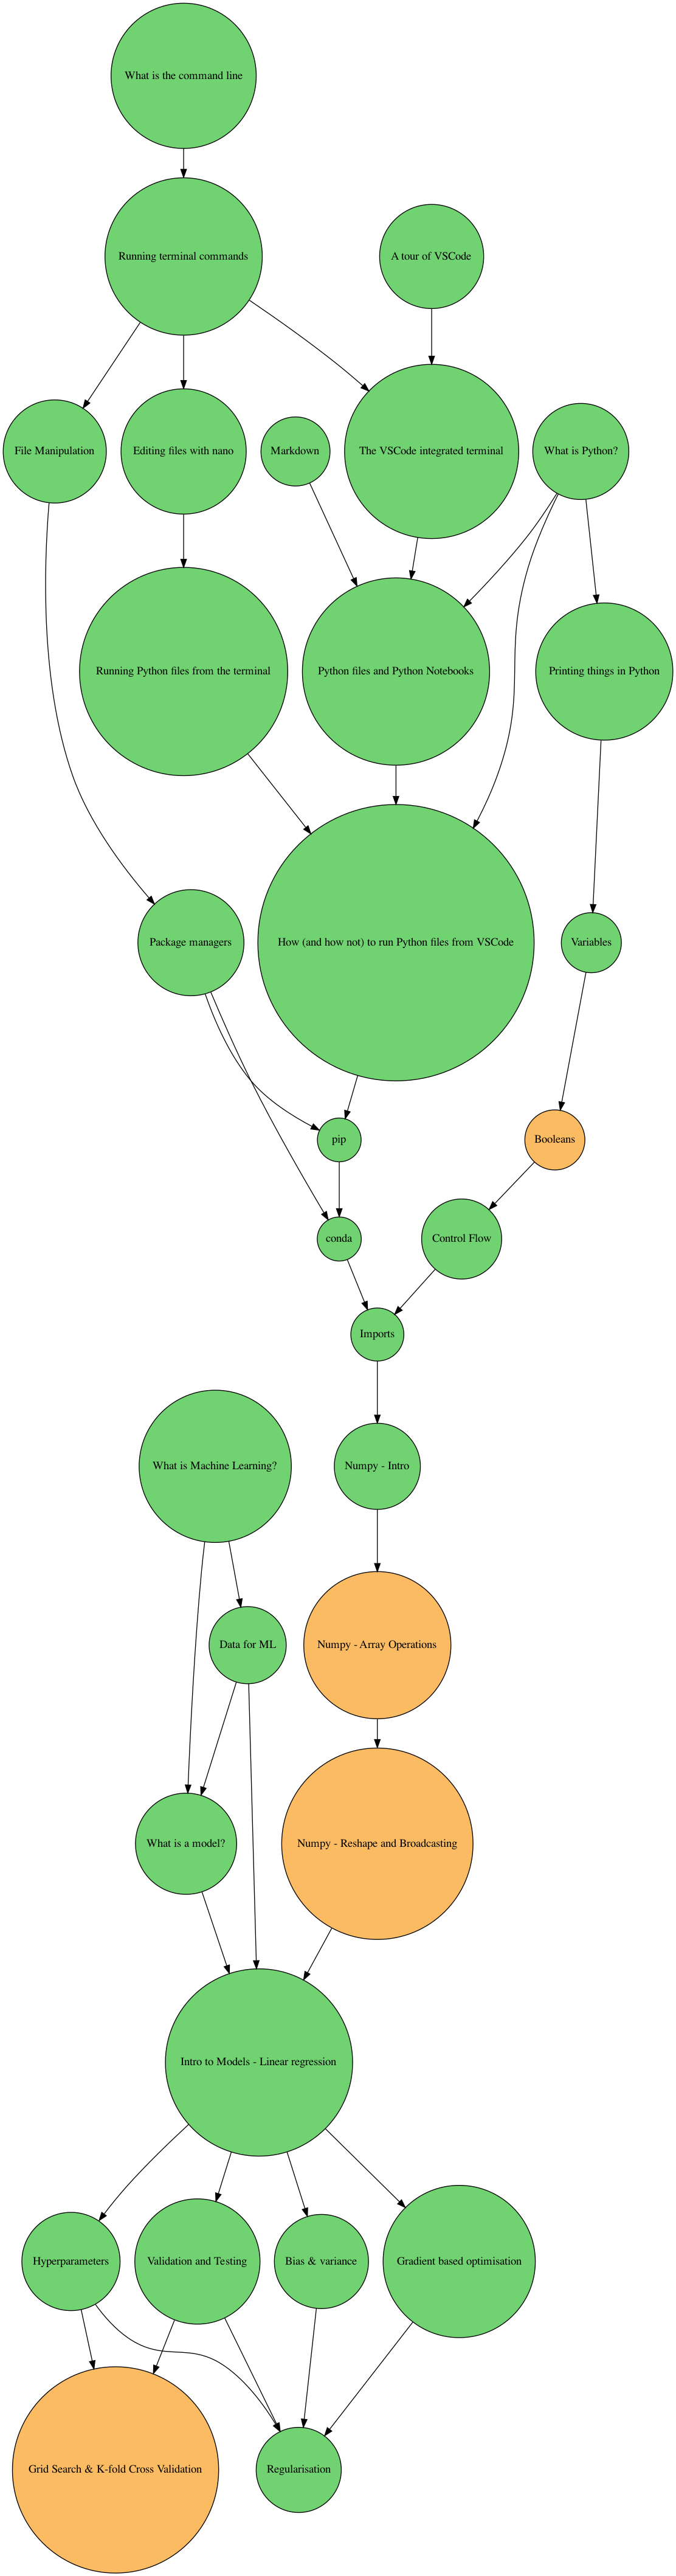 What is the command line
Running terminal commands
A tour of VSCode
File Manipulation
Editing files with nano
Markdown
The VSCode integrated terminal
What is Python?
Running Python files from the terminal
Python files and Python Notebooks
Printing things in Python
Package managers
How (and how not) to run Python files from VSCode
Variables
pip
Booleans
conda
Control Flow
Imports
What is Machine Learning?
Numpy - Intro
Data for ML
Numpy - Array Operations
What is a model?
Numpy - Reshape and Broadcasting
Intro to Models - Linear regression
Hyperparameters
Validation and Testing
Bias & variance
Gradient based optimisation
Grid Search & K-fold Cross Validation
Regularisation